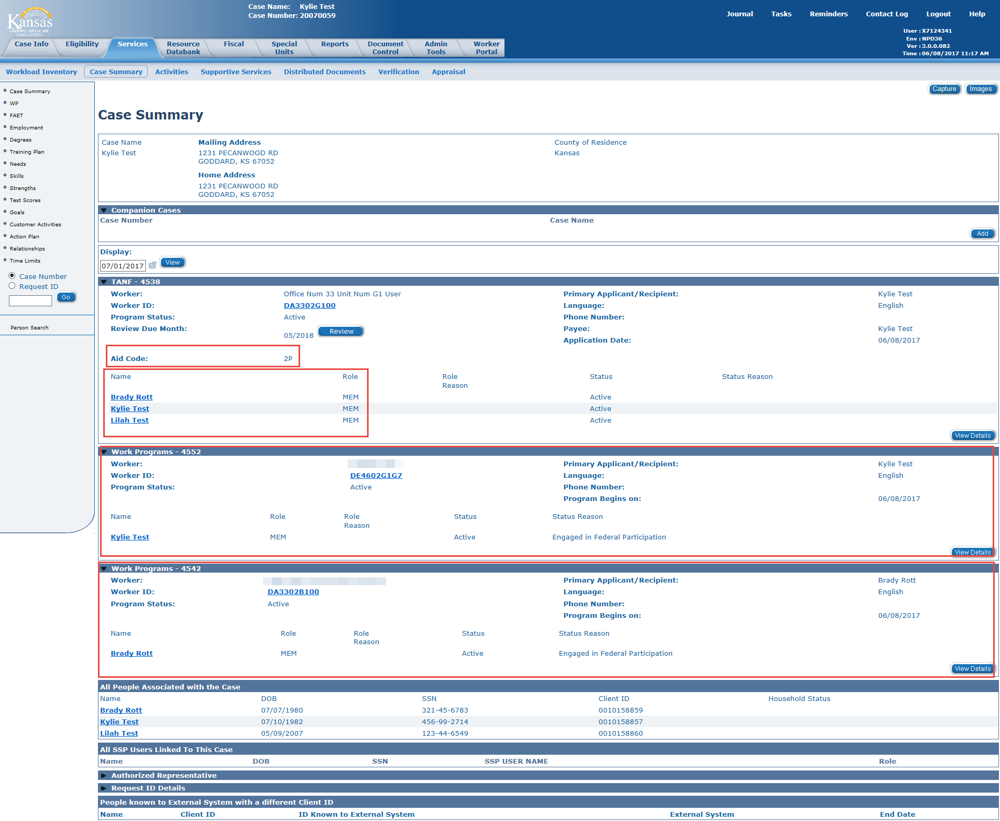 Case Name: Kylie Test
Case Number: 20070059
Journal Tasks Reminders Contact Log Logout Help
Kansas
Eligibility Enforcement
System (KEES)
User : X7124341
Env : NPD36
Ver : 3.0.0.082
Time : 06/08/2017 11:17 AM
Case Info Eligibility Services Resource Databank Fiscal Special Units Reports Document Control Admin Tools Worker Portal
Workload Inventory Case Summary Activities Supportive Services Distributed Documents Verification Appraisal
Case Summary
WP
FAET
Employment
Degrees
Training Plan
Needs
Skills
Strengths
Test Scores
Goals
Customer Activities
Action Plan
Relationships
Time Limits
Case Number
Request ID
Go
Person Search
Capture Images
Case Summary
Case Name Mailing Address County of Residence
Kylie Test 1231 PECANWOOD RD Kansas
GODDARD, KS 67052
Home Address
1231 PECANWOOD RD
GODDARD, KS 67052
Companion Cases
Case Number Case Name
Add
Display:
07/01/2017 View
TANF - 4538
Worker: Office Num 33 Unit Num G1 User Primary Applicant/Recipient: Kylie Test
Worker ID: DA3302G100 Language: English
Program Status: Active Phone Number:
Review Due Month: 05/2018 Review Payee: Kylie Test
Application Date: 06/08/2017
Aid Code: 2P
Name Role Role Reason Status Status Reason
Brady Rott MEM Active
Kylie Test MEM Active
Lilah Test MEM Active
View Details
Work Programs - 4552
Worker: Primary Applicant/Recipient: Kylie Test
Worker ID: DE4602G1G7 Language: English
Program Status: Active Phone Number:
Program Begins on: 06/08/2017
Name Role Role Reason Status Status Reason
Kylie Test MEM Active Engaged in Federal Participation
View Details
Work Programs - 4542
Worker: Primary Applicant/Recipient: Brady Rott
Worker ID: DA3302B100 Language: English
Program Status: Active Phone Number:
Program Begins on: 06/08/2017
Name Role Role Reason Status Status Reason
Brady Rott MEM Active Engaged in Federal Participation
View Details
All People Associated with the Case
Name DOB SSN Client ID Household Status
Brady Rott 07/07/1980 321-45-6783 0010158859
Kylie Test 07/10/1982 456-99-2714 0010158857
Lilah Test 05/09/2007 123-44-6549 0010158860
All SSP Users Linked To This Case
Name DOB SSN SSP USER NAME Role
Authorized Representative
Request ID Details
People known to External System with a different Client ID
Name Client ID ID Known to External System External System End Date